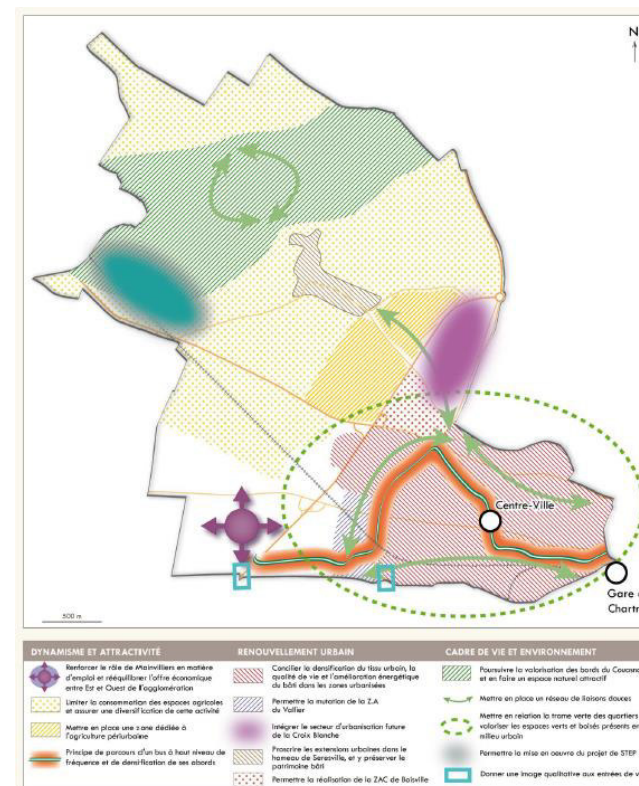 N
Centre-Ville
Gare d
Chartr
500 m
DYNAMISME ET ATTRACTIVITÉ
Renforcer le rôle de Mainvilliers en matière
d'emploi et rééquilibrer l'offre économique
entre Est et Ouest de l'agglomération
Limiter la consommation des espaces agricoles
et assurer une diversification de cette activité
Mettre en place une zone dédiée à
l'agriculture périurbaine
Principe de parcours d'un bus à haut niveau de
fréquence et de densification de ses abords
RENOUVELLEMENT URBAIN
Concilier la densification du tissu urbain, la
qualité de vie et l'amélioration énergétique
du bâti dans les zones urbanisées
Permettre la mutation de la Z.A
du Vallier
Intégrer le secteur d'urbanisation future
de la Croix Blanche
Proscrire les extensions urbaines dans le
hameau de Seresville, et y préserver le
patrimoine bâti
Permettre la réalisation de la ZAC de Boisville
CADRE DE VIE ET ENVIRONNEMENT
Poursuivre la valorisation des bords du Couasno
et en faire un espace naturel attractif
Mettre en place un réseau de liaisons douces
Mettre en relation la trame verte des quartiers
valoriser les espaces verts et boisés présents en
milieu urbain
Permettre la mise en oeuvre du projet de STEP
Donner une image qualitative aux entrées de v